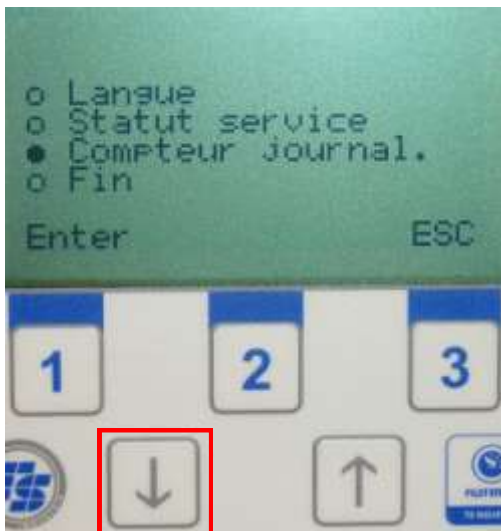 Langue
Statut service
Compteur journal.
Fin
Enter ESC
1 2 3